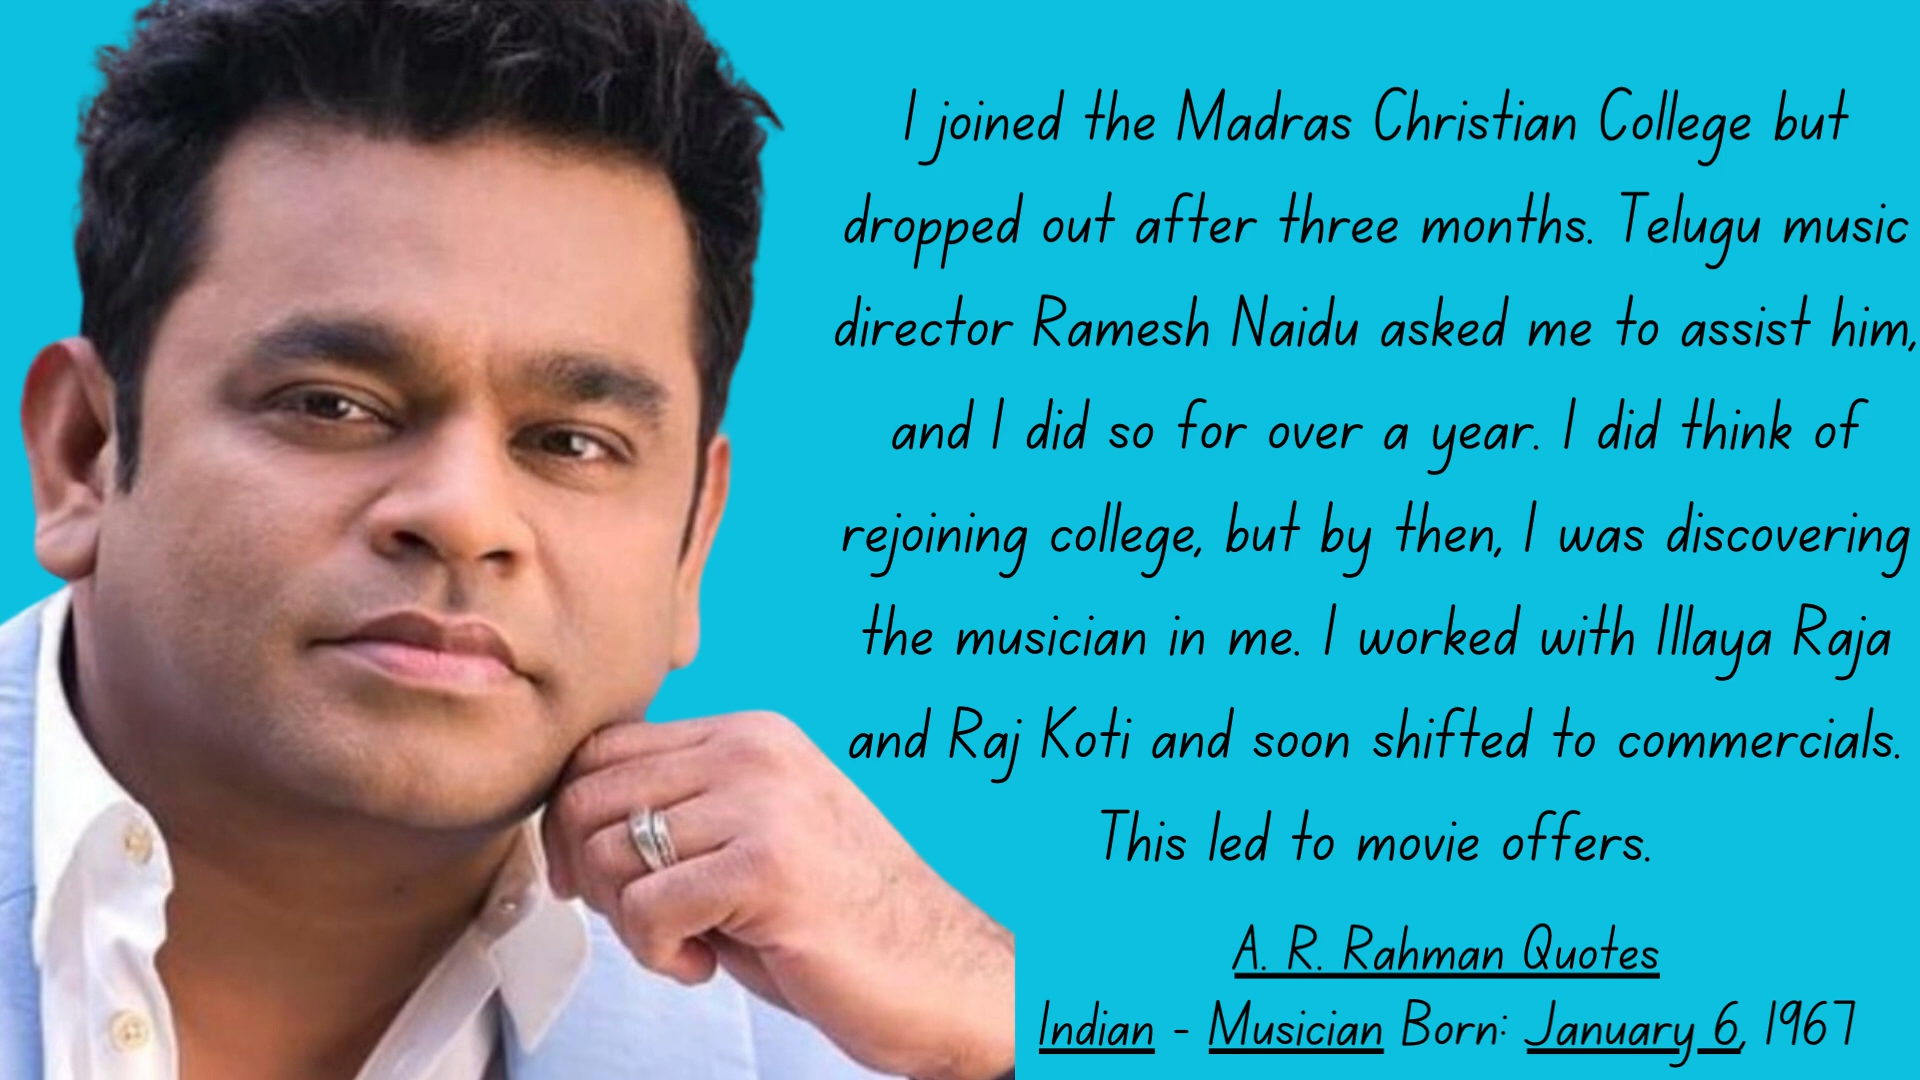 I joined the Madras Christian College but
dropped out after three months. Telugu music
director Ramesh Naidu asked me to assist him,
and I did so for over a year. I did think of
rejoining college, but by then, I was discovering
the musician in me. I worked with Illaya Raja
and Raj Koti and soon shifted to commercials.
This led to movie offers.
A. R. Rahman Quotes
Indian - Musician Born: January 6, 1967